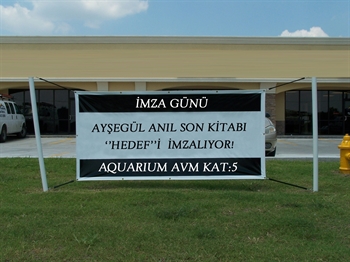 İMZA GÜNÜ
AYŞEGÜL ANIL SON KİTABI
‘‘HEDEF’’İ İMZALIYOR!
AQUARIUM AVM KAT:5